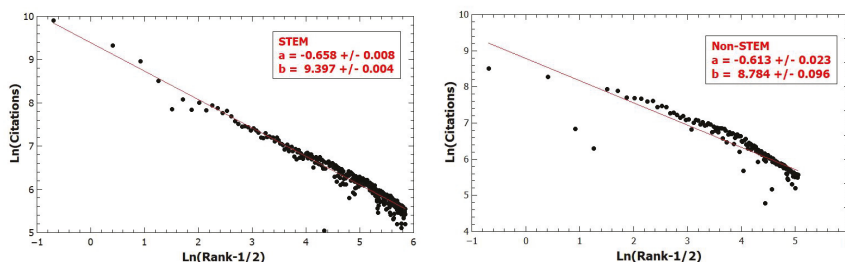 STEM
a = -0.658 +/- 0.008
b = 9.397 +/- 0.004
Ln(Citations)
10
9
8
7
6
5
−1 0 1 2 3 4 5 6
Ln(Rank-1/2)
Non-STEM
a = -0.613 +/- 0.023
b = 8.784 +/- 0.096
Ln(Citations)
10
9
8
7
6
5
4
−1 0 1 2 3 4 5 6
Ln(Rank-1/2)